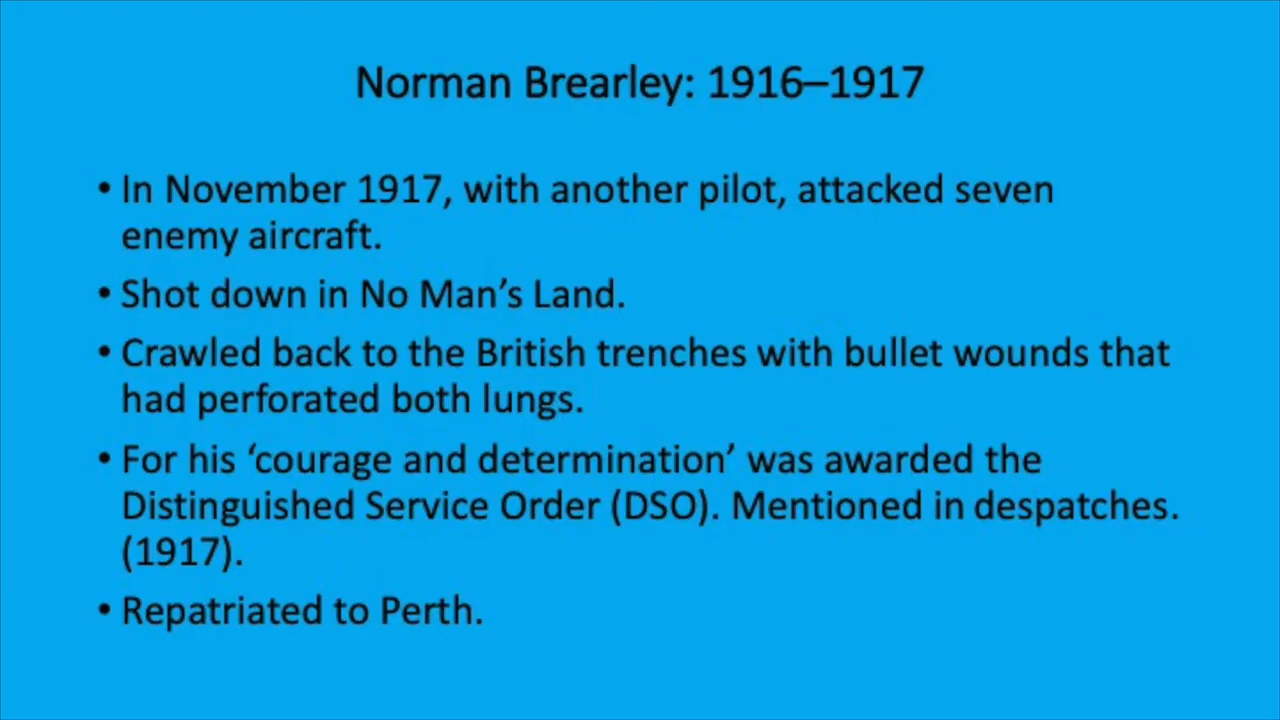 Norman Brearley: 1916–1917
• In November 1917, with another pilot, attacked seven
enemy aircraft.
• Shot down in No Man’s Land.
• Crawled back to the British trenches with bullet wounds that
had perforated both lungs.
• For his ‘courage and determination’ was awarded the
Distinguished Service Order (DSO). Mentioned in despatches.
(1917).
• Repatriated to Perth.